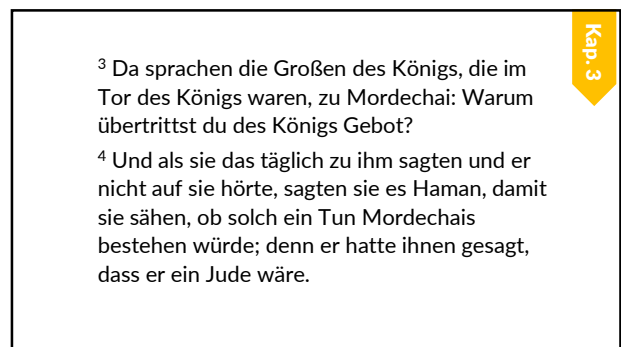 Kap. 3
³ Da sprachen die Großen des Königs, die im
Tor des Königs waren, zu Mordechai: Warum
übertrittst du des Königs Gebot?
⁴ Und als sie das täglich zu ihm sagten und er
nicht auf sie hörte, sagten sie es Haman, damit
sie sähen, ob solch ein Tun Mordechais
bestehen würde; denn er hatte ihnen gesagt,
dass er ein Jude wäre.